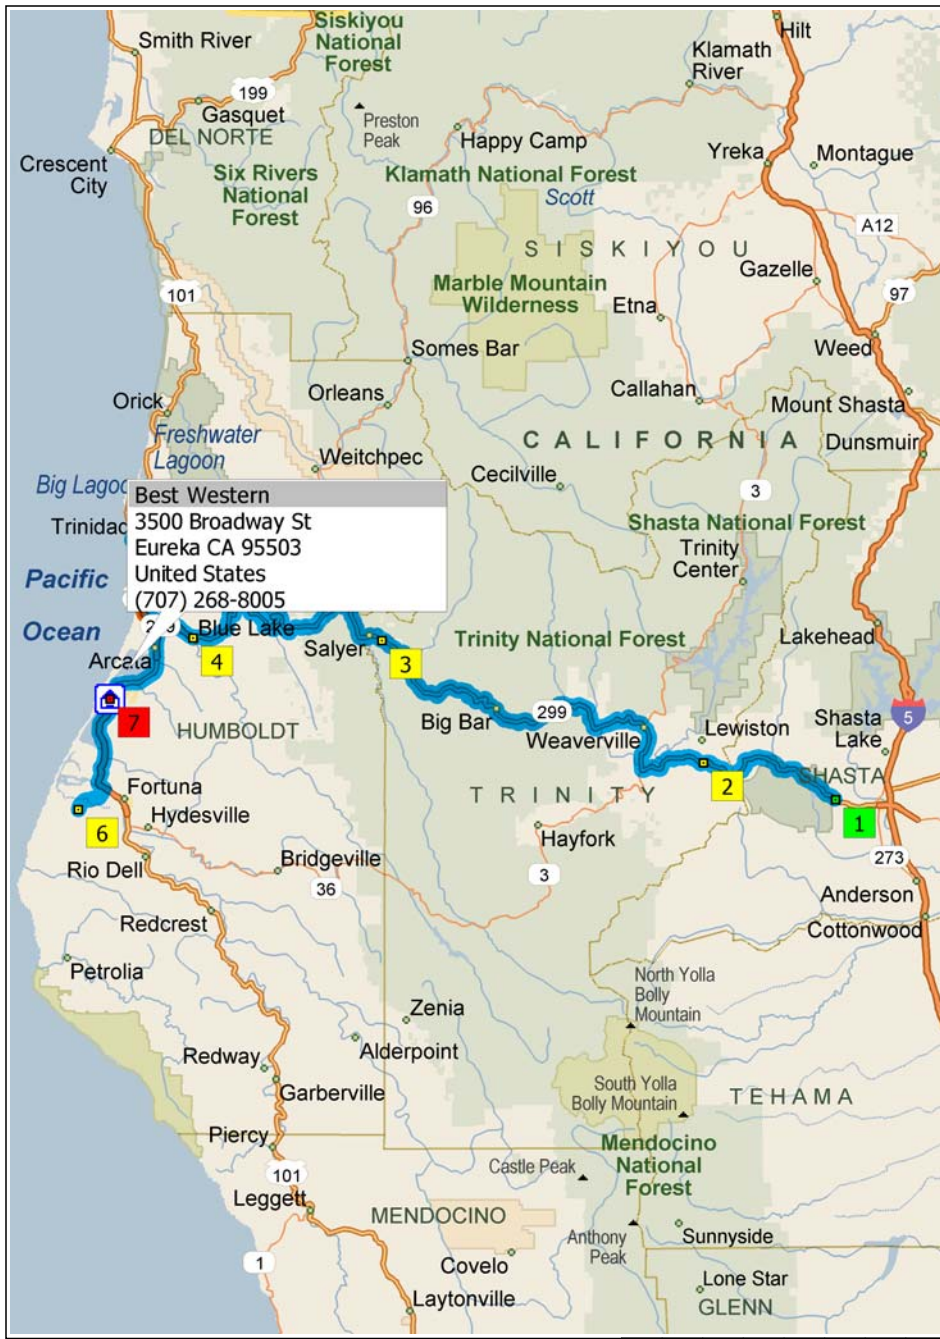 Siskiyou
National
Forest
Hilt
Smith River
Klamath
River
199
Gasquet
DEL NORTE
Preston
Peak
Happy Camp
Yreka
Montague
Crescent
City
Six Rivers
National
Forest
Klamath National Forest
Scott
96
A12
SISKIYOU
Gazelle
101
Marble Mountain
Wilderness
Etna
97
Weed
Somes Bar
Orleans
Callahan
Mount Shasta
Orick
Freshwater
Lagoon
CALIFORNIA
Dunsmuir
Weitchpec
Cecilville
3
Big Lagoo
Best Western
3500 Broadway St
Eureka CA 95503
United States
(707) 268-8005
Trinidad
Shasta National Forest
Trinity
Center
Pacific
Ocean
Blue Lake
Salyer
Trinity National Forest
Lakehead
Arcata
4
3
7
HUMBOLDT
Big Bar
299
Weaverville
Lewiston
Shasta
Lake
5
2
SHASTA
TRINITY
1
Fortuna
6
Hydesville
Hayfork
Rio Dell
Bridgeville
36
3
273
Anderson
Redcrest
Cottonwood
Petrolia
North Yolla
Bolly
Mountain
Zenia
Alderpoint
Redway
Garberville
South Yolla
Bolly Mountain
TEHAMA
Piercy
Mendocino
National
Forest
101
Castle Peak
Leggett
MENDOCINO
Anthony
Peak
Sunnyside
1
Covelo
Lone Star
GLENN
Laytonville